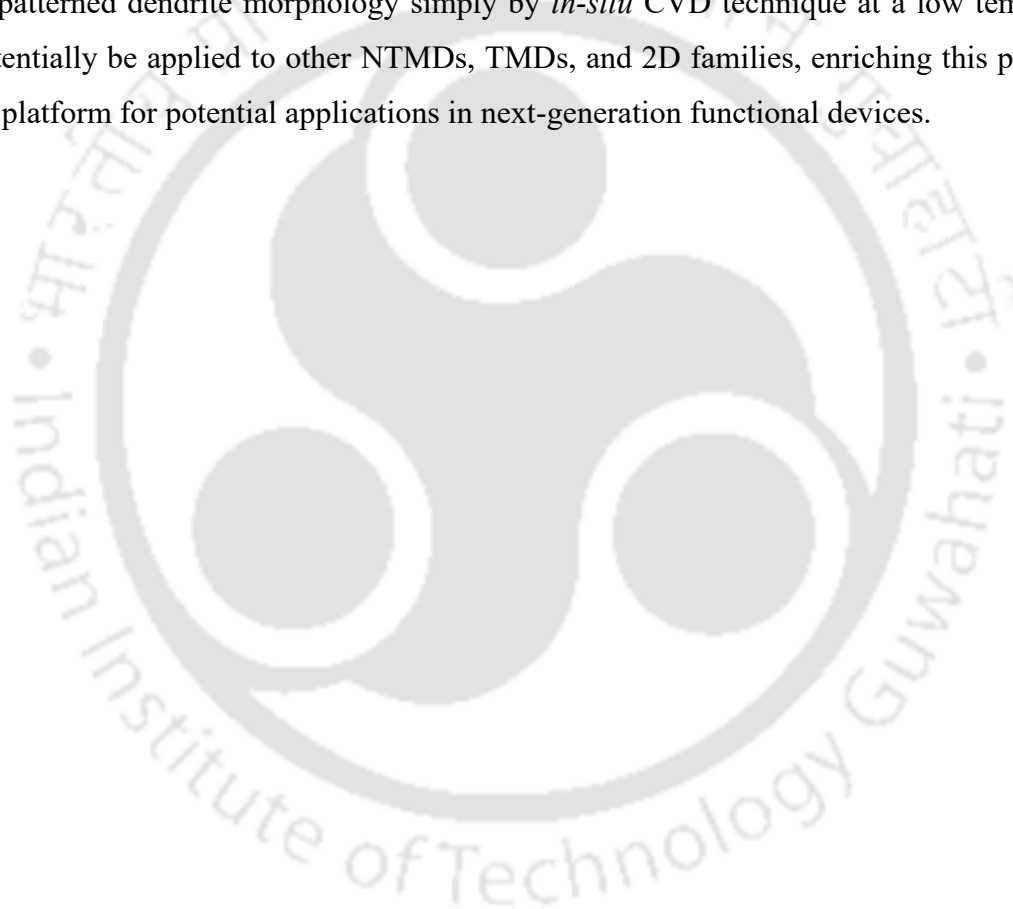 patterned dendrite morphology simply by in-situ CVD technique at a low tem
tentially be applied to other NTMDs, TMDs, and 2D families, enriching this p
platform for potential applications in next-generation functional devices.
Indian Institute of Technology Guwahati